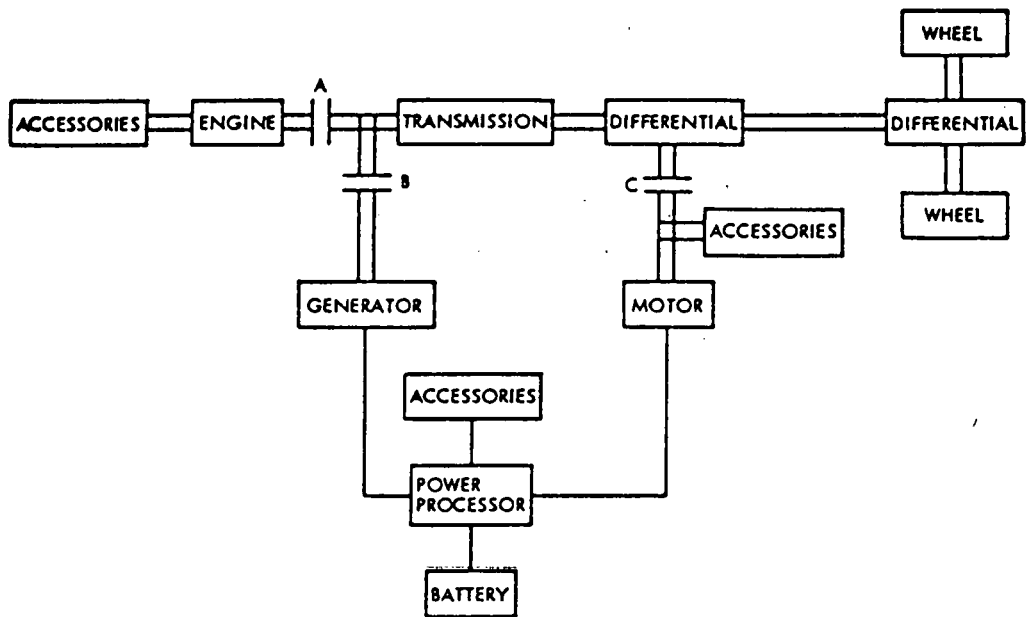 WHEEL
A
ACCESSORIES
ENGINE
TRANSMISSION
DIFFERENTIAL
DIFFERENTIAL
B
C
WHEEL
ACCESSORIES
GENERATOR
MOTOR
ACCESSORIES
POWER
PROCESSOR
BATTERY